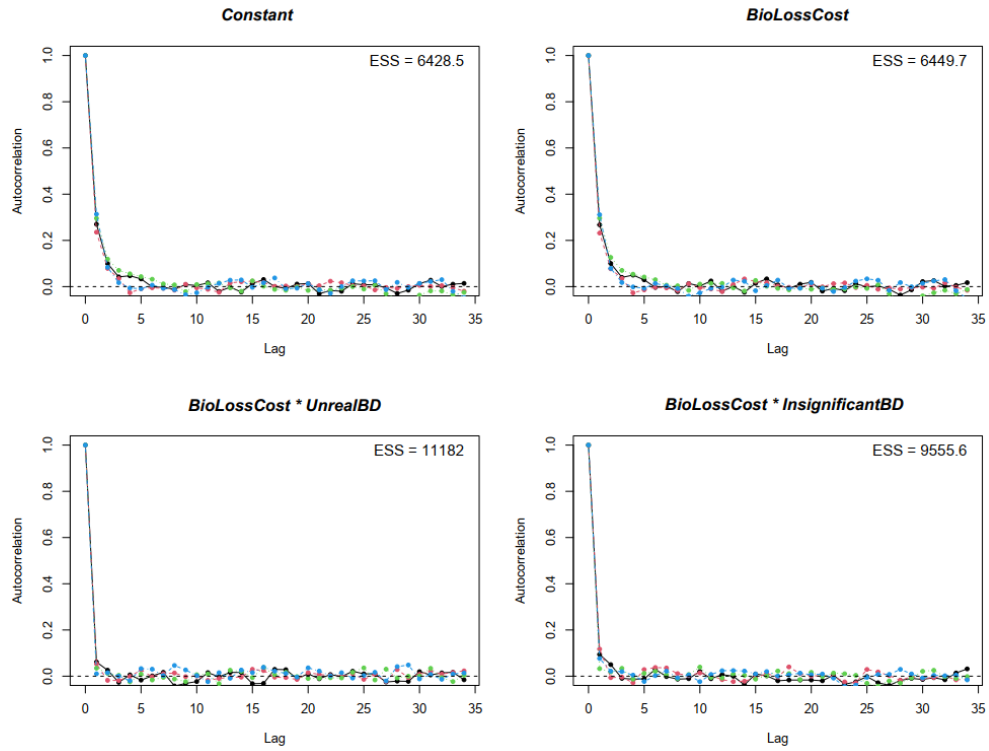 Constant
ESS = 6428.5
Autocorrelation
1.0
0.8
0.6
0.4
0.2
0.0
0 5 10 15 20 25 30 35
Lag
BioLossCost
ESS = 6449.7
Autocorrelation
1.0
0.8
0.6
0.4
0.2
0.0
0 5 10 15 20 25 30 35
Lag
BioLossCost * UnrealBD
ESS = 11182
Autocorrelation
1.0
0.8
0.6
0.4
0.2
0.0
0 5 10 15 20 25 30 35
Lag
BioLossCost * InsignificantBD
ESS = 9555.6
Autocorrelation
1.0
0.8
0.6
0.4
0.2
0.0
0 5 10 15 20 25 30 35
Lag